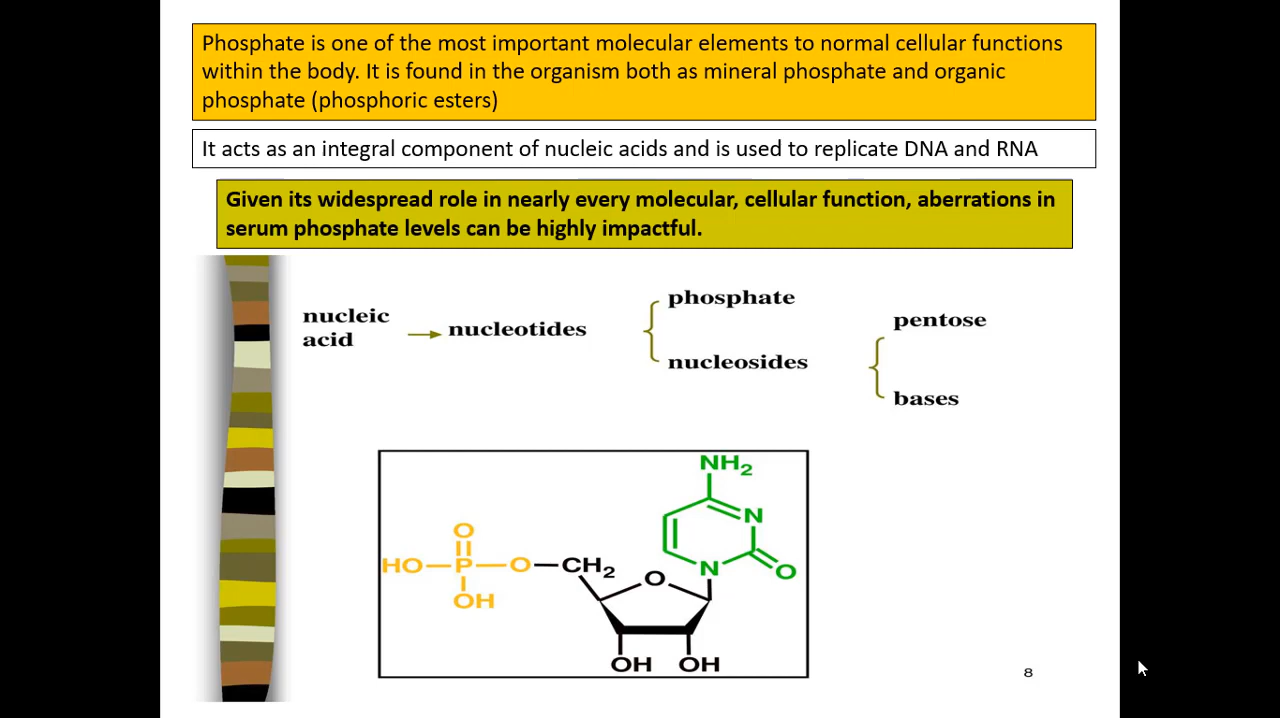 Phosphate is one of the most important molecular elements to normal cellular functions
within the body. It is found in the organism both as mineral phosphate and organic
phosphate (phosphoric esters)
It acts as an integral component of nucleic acids and is used to replicate DNA and RNA
Given its widespread role in nearly every molecular, cellular function, aberrations in
serum phosphate levels can be highly impactful.
nucleic
acid
nucleotides
phosphate
nucleosides
pentose
bases
NH2
N
O
N
O
HO P O CH2
OH
O
OH OH
8